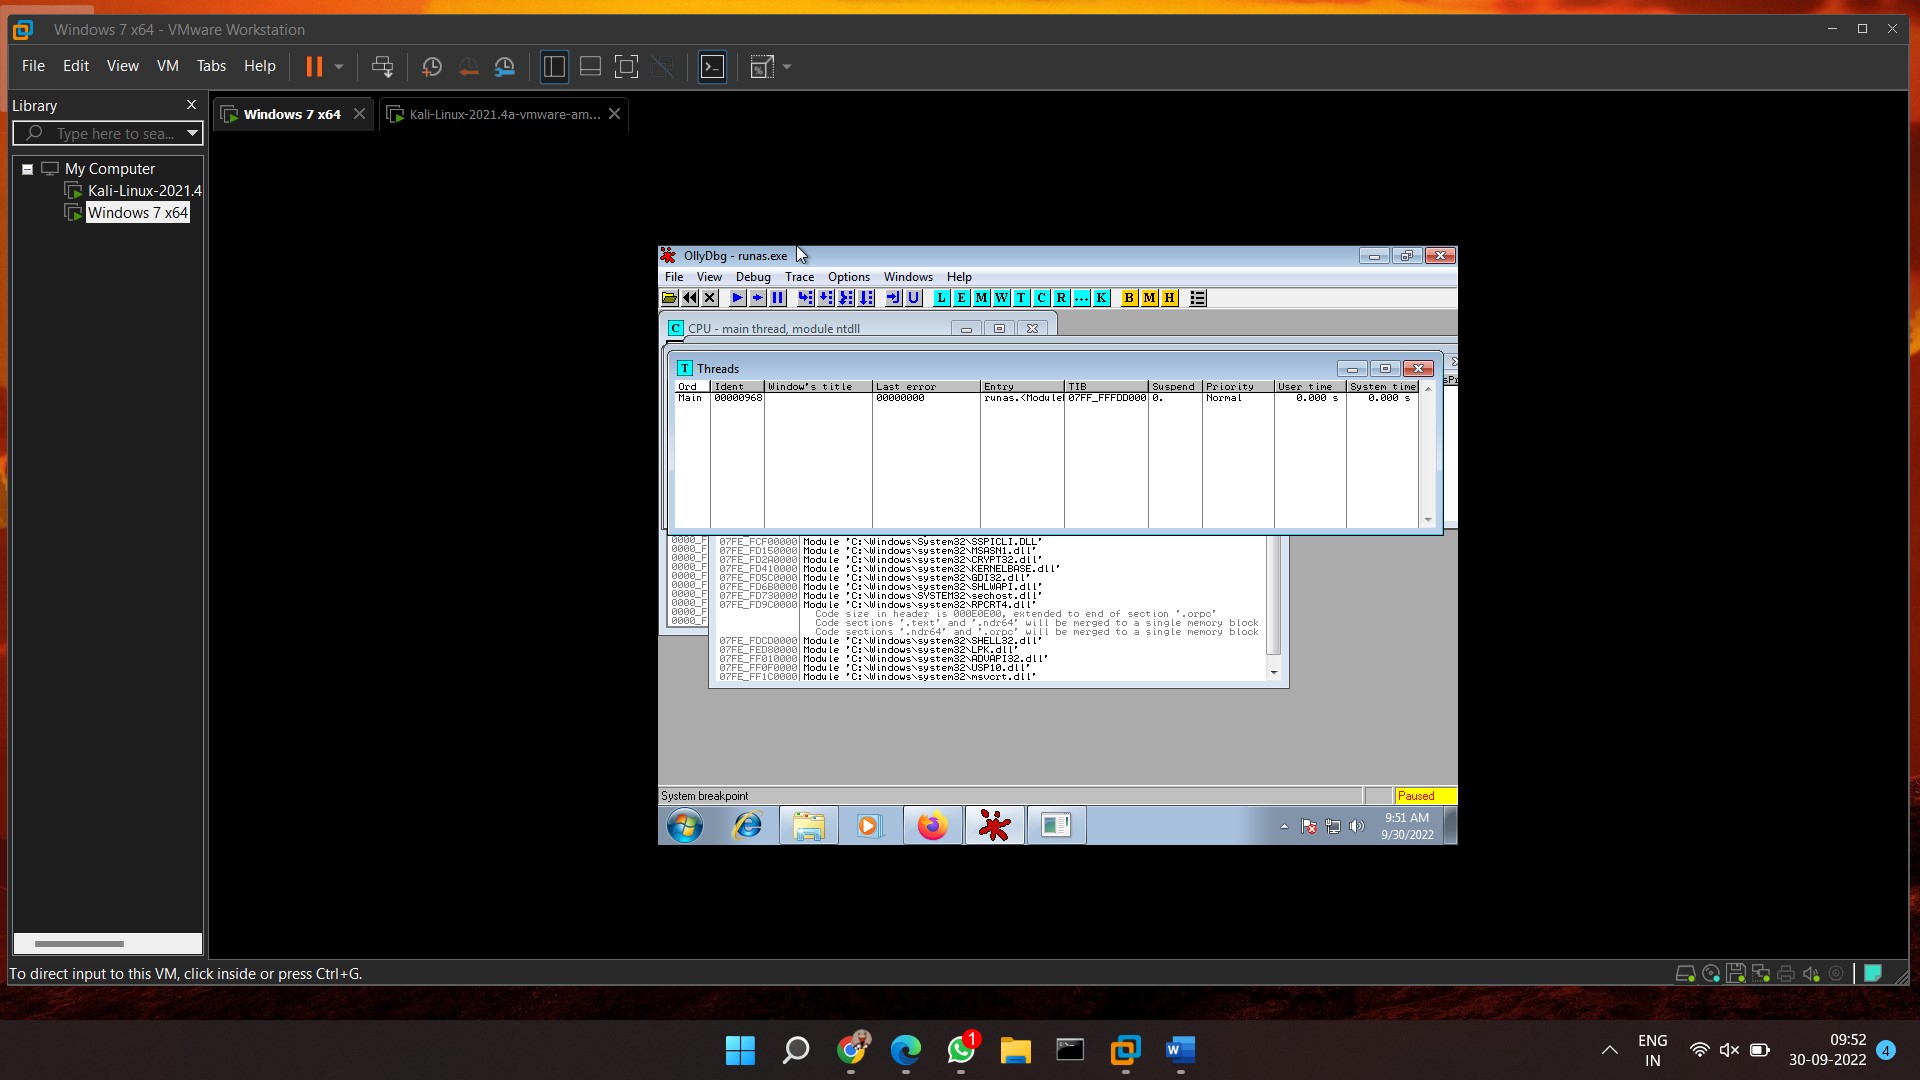 Windows 7 x64 - VMware Workstation
File Edit View VM Tabs Help
Library
Type here to sea...
My Computer
Kali-Linux-2021.4
Windows 7 x64
Windows 7 x64
Kali-Linux-2021.4a-vmware-am...
OllyDbg - runas.exe
File View Debug Trace Options Windows Help
L E M W T C R ... K B M H
C CPU - main thread, module ntdll
T Threads
Ord Ident Window's title Last error Entry TIB Suspend Priority User time System time
Main 00000968 00000000 runas.<Module 07FF_FFFDD000 0. Normal 0.000 s 0.000 s
07FE_FCF00000 Module 'C:\Windows\System32\SSPICLI.DLL'
07FE_FD150000 Module 'C:\Windows\system32\MSASN1.dll'
07FE_FD2A0000 Module 'C:\Windows\system32\CRYPT32.dll'
07FE_FD410000 Module 'C:\Windows\system32\KERNELBASE.dll'
07FE_FD5C0000 Module 'C:\Windows\system32\GDI32.dll'
07FE_FD6B0000 Module 'C:\Windows\system32\SHLWAPI.dll'
07FE_FD730000 Module 'C:\Windows\SYSTEM32\sechost.dll'
07FE_FD9C0000 Module 'C:\Windows\system32\RPCRT4.dll'
Code size in header is 000E0E00, extended to end of section '.orpc'
Code sections '.text' and '.ndr64' will be merged to a single memory block
Code sections '.ndr64' and '.orpc' will be merged to a single memory block
07FE_FDCD0000 Module 'C:\Windows\system32\SHELL32.dll'
07FE_FED80000 Module 'C:\Windows\system32\LPK.dll'
07FE_FF010000 Module 'C:\Windows\system32\ADVAPI32.dll'
07FE_FF0F0000 Module 'C:\Windows\system32\USP10.dll'
07FE_FF1C0000 Module 'C:\Windows\system32\msvcrt.dll'
0000_F
0000_F
0000_F
0000_F
0000_F
0000_F
0000_F
0000_F
0000_F
0000_F
System breakpoint
Paused
9:51 AM
9/30/2022
To direct input to this VM, click inside or press Ctrl+G.
1
W
ENG
IN
09:52
30-09-2022
4